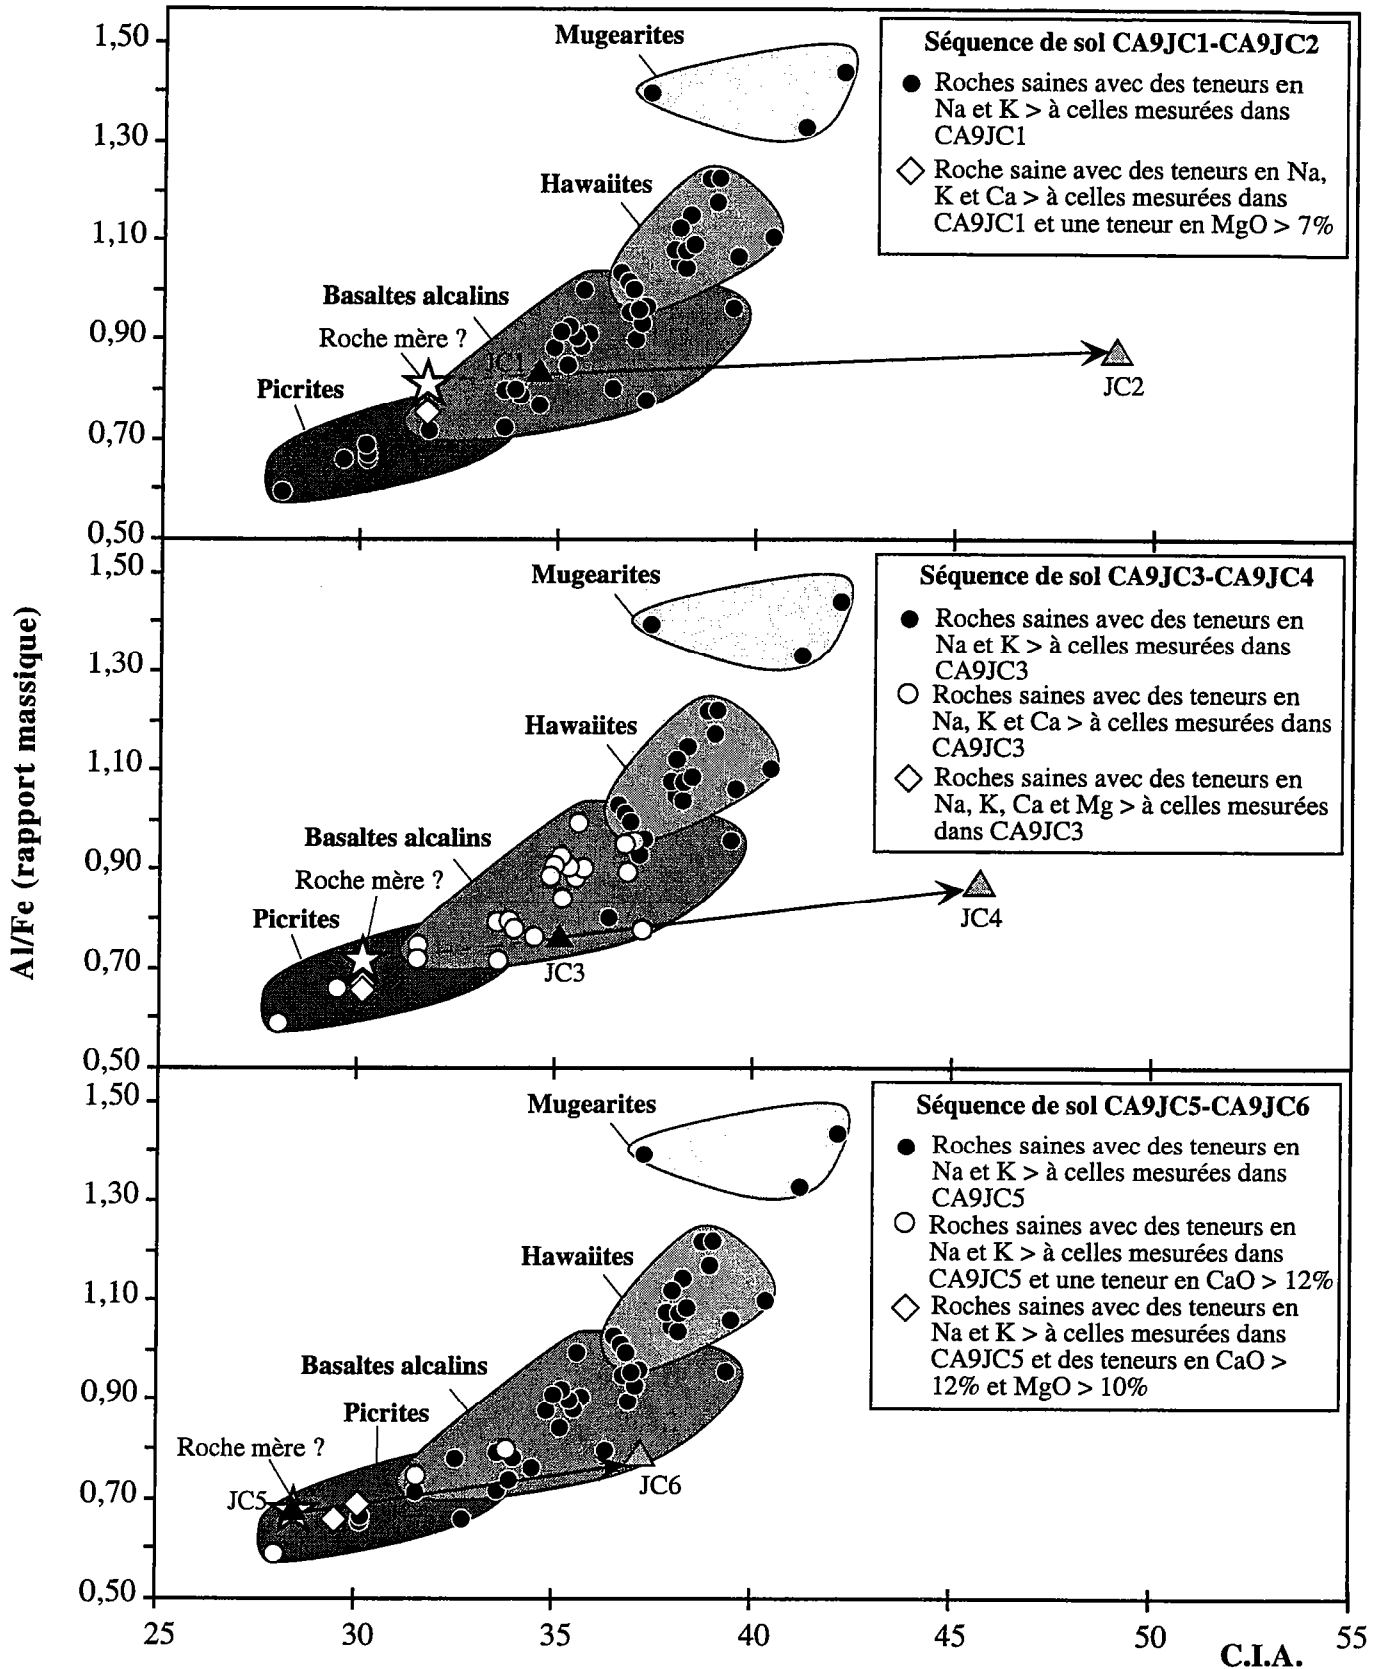 Al/Fe (rapport massique)
1,50
1,30
1,10
0,90
0,70
0,50
Mugearites
Hawaiites
Basaltes alcalins
Roche mère ?
Picrites
JC1
JC2
Séquence de sol CA9JC1-CA9JC2
Roches saines avec des teneurs en
Na et K > à celles mesurées dans
CA9JC1
Roche saine avec des teneurs en Na,
K et Ca > à celles mesurées dans
CA9JC1 et une teneur en MgO > 7%
1,50
1,30
1,10
0,90
0,70
0,50
Mugearites
Hawaiites
Basaltes alcalins
Roche mère ?
Picrites
JC3
JC4
Séquence de sol CA9JC3-CA9JC4
Roches saines avec des teneurs en
Na et K > à celles mesurées dans
CA9JC3
Roches saines avec des teneurs en
Na, K et Ca > à celles mesurées dans
CA9JC3
Roches saines avec des teneurs en
Na, K, Ca et Mg > à celles mesurées
dans CA9JC3
1,50
1,30
1,10
0,90
0,70
0,50
Mugearites
Hawaiites
Basaltes alcalins
Picrites
Roche mère ?
JC5
JC6
Séquence de sol CA9JC5-CA9JC6
Roches saines avec des teneurs en
Na et K > à celles mesurées dans
CA9JC5
Roches saines avec des teneurs en
Na et K > à celles mesurées dans
CA9JC5 et une teneur en CaO > 12%
Roches saines avec des teneurs en
Na et K > à celles mesurées dans
CA9JC5 et des teneurs en CaO >
12% et MgO > 10%
25 30 35 40 45 50 55
C.I.A.